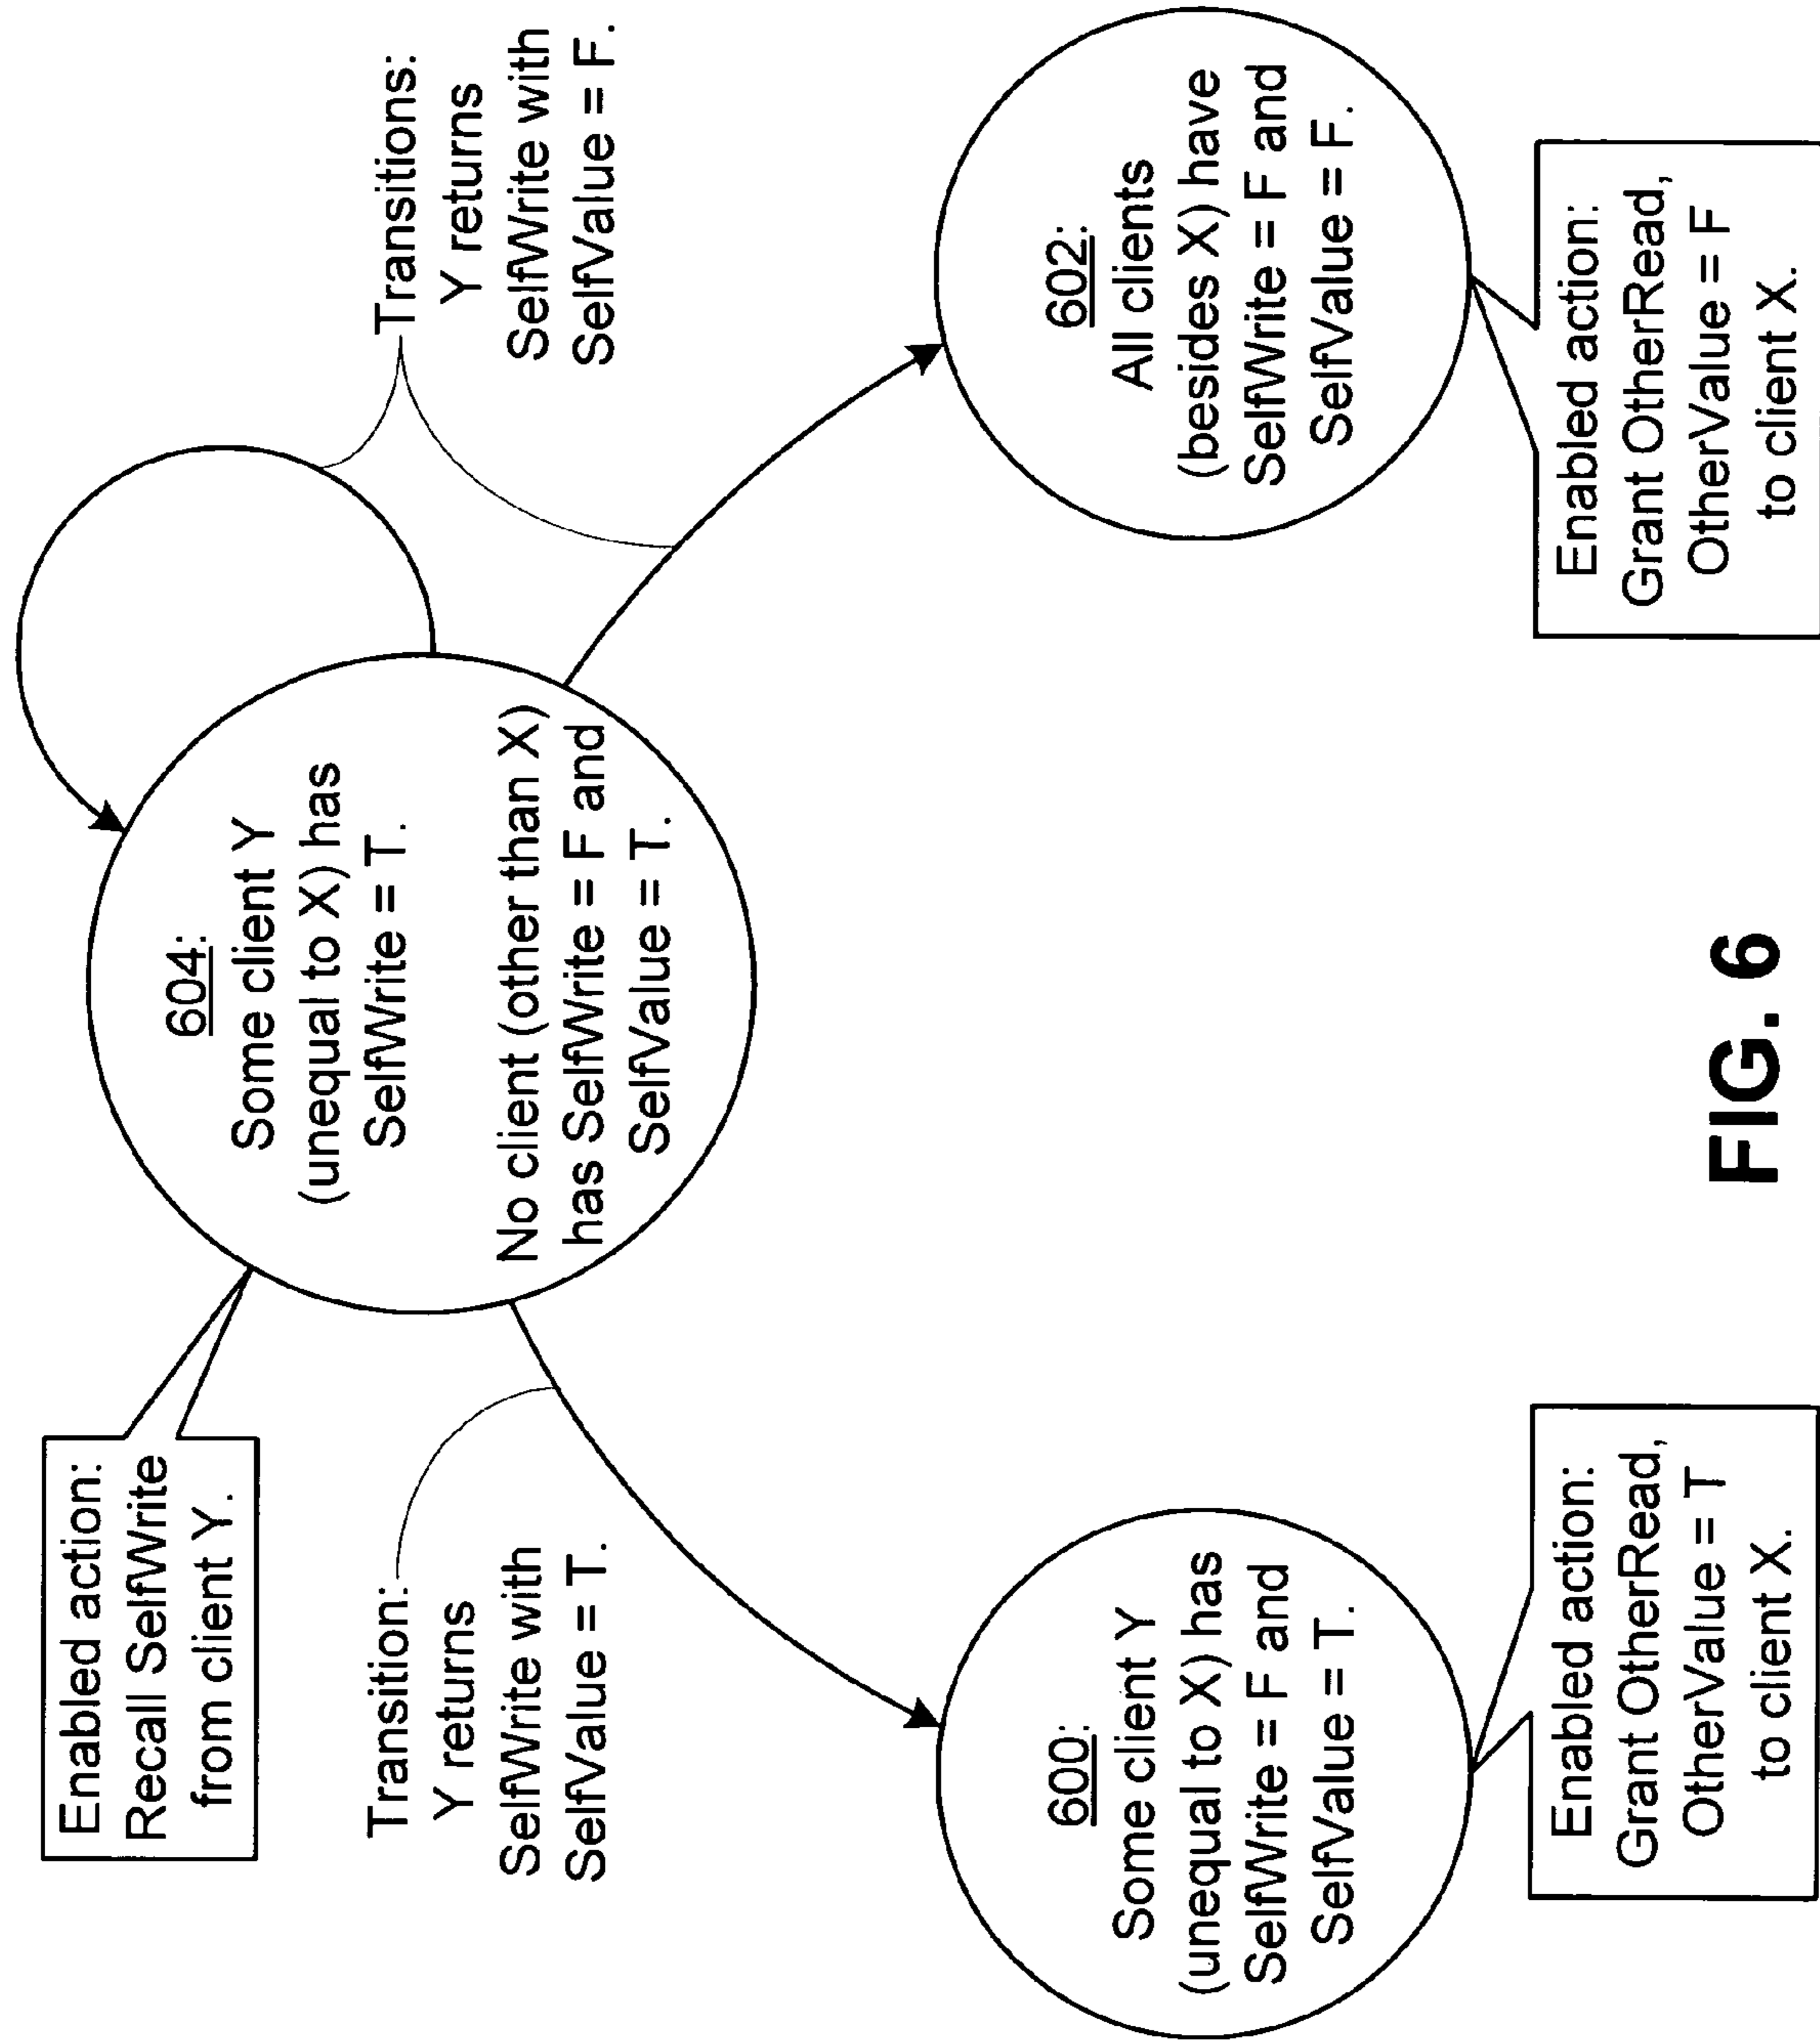 Enabled action:
Recall SelfWrite
from client Y.
604:
Some client Y
(unequal to X) has
SelfWrite = T.
No client (other than X)
has SelfWrite = F and
SelfValue = T.
Transition:
Y returns
SelfWrite with
SelfValue = T.
Transitions:
Y returns
SelfWrite with
SelfValue = F.
600:
Some client Y
(unequal to X) has
SelfWrite = F and
SelfValue = T.
602:
All clients
(besides X) have
SelfWrite = F and
SelfValue = F.
Enabled action:
Grant OtherRead,
OtherValue = T
to client X.
Enabled action:
Grant OtherRead,
OtherValue = F
to client X.
FIG. 6